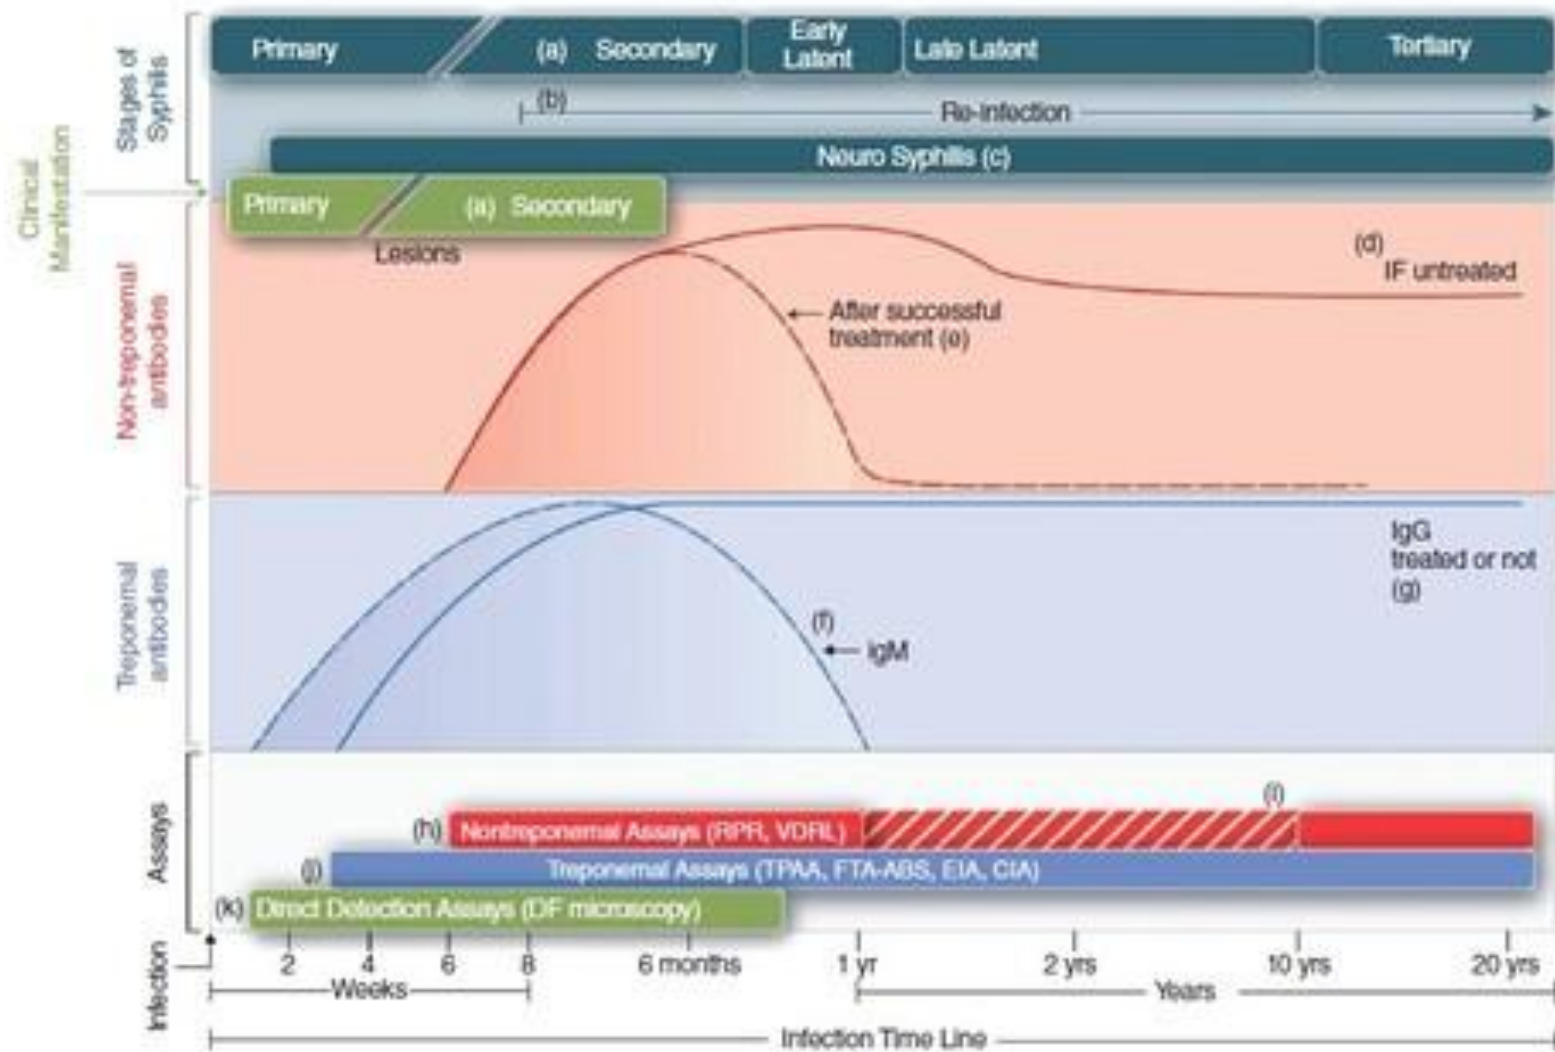 Primary
(a) Secondary
Early
Latent
Late Latent
Tertiary
Stages of
Syphilis
(b)
Re-infection
Neuro Syphilis (c)
Clinical
Manifestation
Primary
(a) Secondary
Lesions
Non-treponemal
antibodies
(d)
IF untreated
After successful
treatment (e)
Treponemal
antibodies
IgG
treated or not
(g)
(f)
IgM
Assays
(i)
(h) Nontreponemal Assays (RPR, VDRL)
(j) Treponemal Assays (TPAA, FTA-ABS, EIA, CIA)
(k) Direct Detection Assays (DF microscopy)
Infection
2 4 6 8 6 months 1 yr 2 yrs 10 yrs 20 yrs
Weeks
Years
Infection Time Line